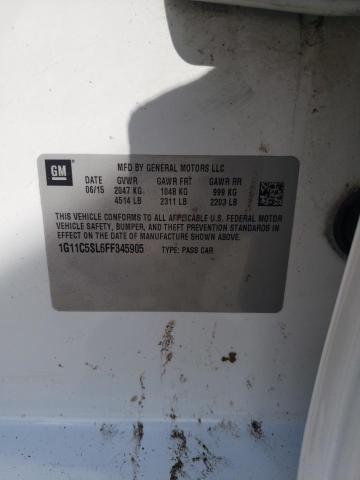 GM
MFD BY GENERAL MOTORS LLC
DATE GVWR GAWR FRT GAWR RR
06/15 2047 KG 1048 KG 999 KG
4514 LB 2311 LB 2203 LB
THIS VEHICLE CONFORMS TO ALL APPLICABLE U.S. FEDERAL MOTOR
VEHICLE SAFETY, BUMPER, AND THEFT PREVENTION STANDARDS IN
EFFECT ON THE DATE OF MANUFACTURE SHOWN ABOVE.
1G11C5SL6FF345905 TYPE: PASS CAR